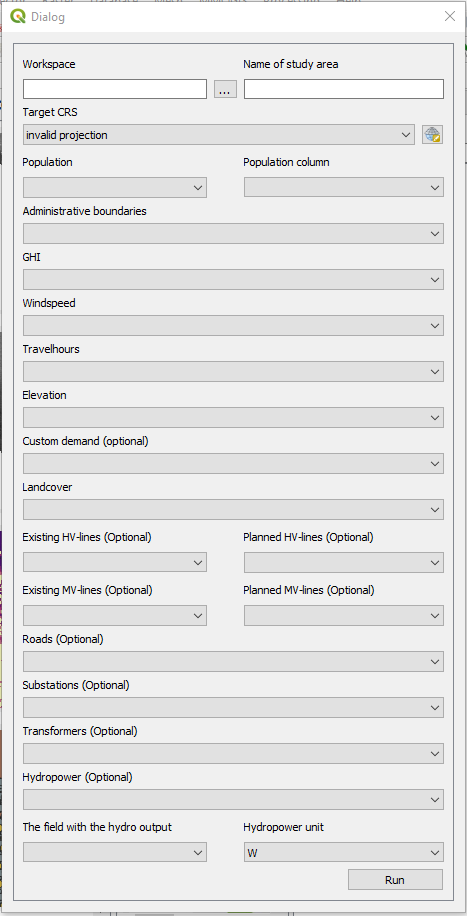 Dialog
Workspace Name of study area
...
Target CRS
invalid projection
Population Population column
Administrative boundaries
GHI
Windspeed
Travelhours
Elevation
Custom demand (optional)
Landcover
Existing HV-lines (Optional) Planned HV-lines (Optional)
Existing MV-lines (Optional) Planned MV-lines (Optional)
Roads (Optional)
Substations (Optional)
Transformers (Optional)
Hydropower (Optional)
The field with the hydro output Hydropower unit
W
Run